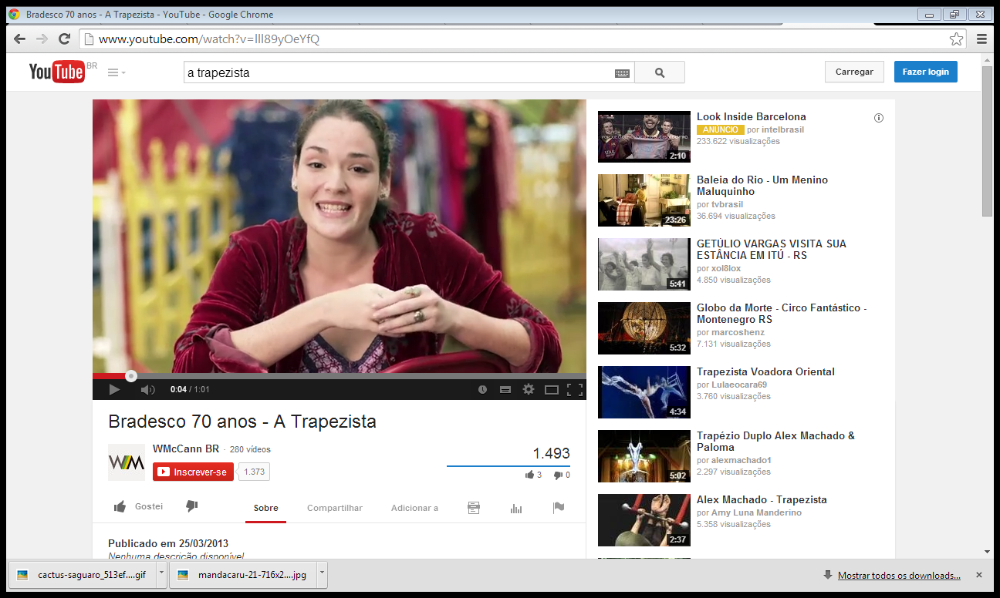 Bradesco 70 anos - A Trapezista - YouTube - Google Chrome
www.youtube.com/watch?v=lll89yOeYfQ
YouTube BR
a trapezista
Carregar
Fazer login
0:04 / 1:01
Bradesco 70 anos - A Trapezista
WMcCann BR · 280 vídeos
WM
Inscrever-se
1.373
1.493
3
0
Gostei
Sobre
Compartilhar
Adicionar a
Publicado em 25/03/2013
Nenhuma descrição disponível
Look Inside Barcelona
ANÚNCIO por intelbrasil
233.622 visualizações
2:10
Baleia do Rio - Um Menino
Maluquinho
por tvbrasil
36.694 visualizações
23:26
GETÚLIO VARGAS VISITA SUA
ESTÂNCIA EM ITÚ - RS
por xol8lox
4.850 visualizações
5:41
Globo da Morte - Circo Fantástico -
Montenegro RS
por marcoshenz
7.131 visualizações
5:32
Trapezista Voadora Oriental
por Lulaeocara69
3.760 visualizações
4:34
Trapézio Duplo Alex Machado &
Paloma
por alexmachado1
2.297 visualizações
5:02
Alex Machado - Trapezista
por Amy Luna Manderino
5.358 visualizações
2:37
cactus-saguaro_513ef....gif
mandacaru-21-716x2....jpg
Mostrar todos os downloads...